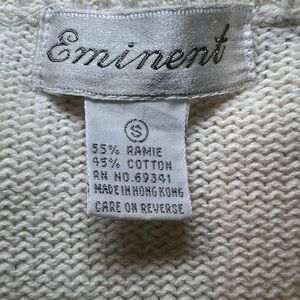 Eminent
S
55% RAMIE
45% COTTON
RN NO.69341
MADE IN HONG KONG
CARE ON REVERSE